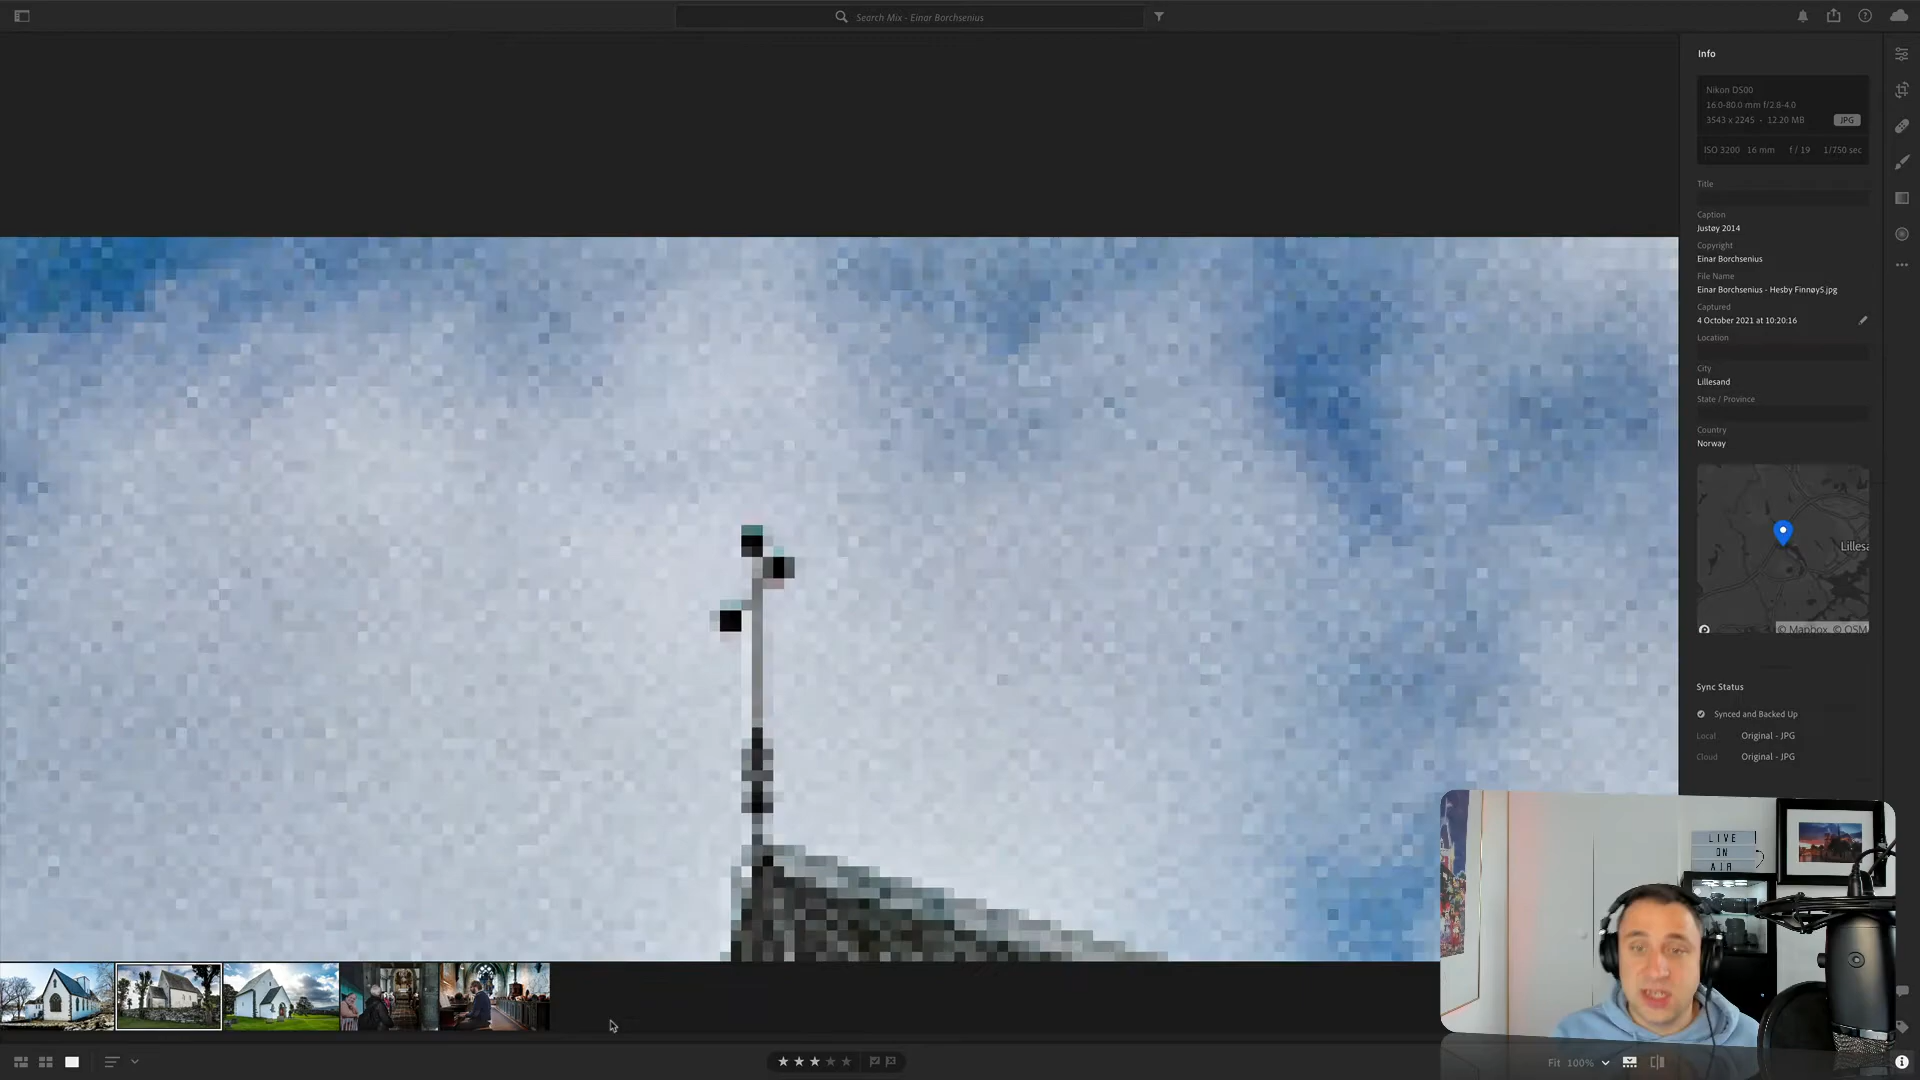 Search Mix - Einar Borchsenius
Info
Nikon D500
16.0-80.0 mm f/2.8-4.0
3543 x 2245 • 12.20 MB JPG
ISO 3200 16 mm f / 19 1/750 sec
Title
Caption
Justøy 2014
Copyright
Einar Borchsenius
File Name
Einar Borchsenius - Hesby Finnøy5.jpg
Captured
4 October 2021 at 10:20:16
Location
City
Lillesand
State / Province
Country
Norway
Lillesa
© Mapbox © OSM
Sync Status
Synced and Backed Up
Local Original - JPG
Cloud Original - JPG
LIVE
ON
AIR
Fit 100%